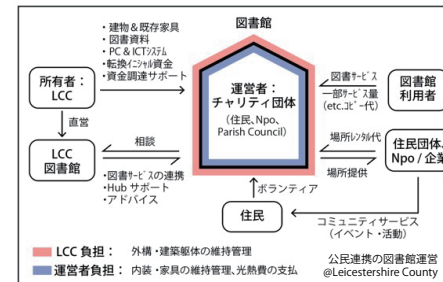 図書館
・建物&既存家具
・図書資料
・PC & ICTシステム
・転換イニシャル資金
・資金調達サポート
所有者：
LCC
運営者：
チャリティ団体
(住民、Npo、
Parish Council)
図書サービス
一部サービス量
(etc.コピー代)
図書館
利用者
直営
LCC
図書館
相談
・図書サービスの連携
・Hub サポート
・アドバイス
場所レンタル代
場所提供
住民団体、
Npo / 企業
ボランティア
住民
コミュニティサービス
(イベント・活動)
LCC 負担： 外構・建築躯体の維持管理
運営者負担： 内装・家具の維持管理、光熱費の支払
公民連携の図書館運営
@Leicestershire County